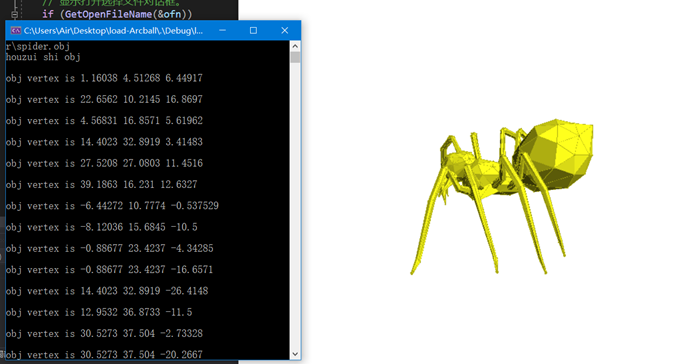 // 显示打开选择文件对话框。
if (GetOpenFileName(&ofn))
C:\Users\Air\Desktop\load-Arcball\.\Debug\l...
r\spider.obj
houzui shi obj
obj vertex is 1.16038 4.51268 6.44917
obj vertex is 22.6562 10.2145 16.8697
obj vertex is 4.56831 16.8571 5.61962
obj vertex is 14.4023 32.8919 3.41483
obj vertex is 27.5208 27.0803 11.4516
obj vertex is 39.1863 16.231 12.6327
obj vertex is -6.44272 10.7774 -0.537529
obj vertex is -8.12036 15.6845 -10.5
obj vertex is -0.88677 23.4237 -4.34285
obj vertex is -0.88677 23.4237 -16.6571
obj vertex is 14.4023 32.8919 -26.4148
obj vertex is 12.9532 36.8733 -11.5
obj vertex is 30.5273 37.504 -2.73328
obj vertex is 30.5273 37.504 -20.2667